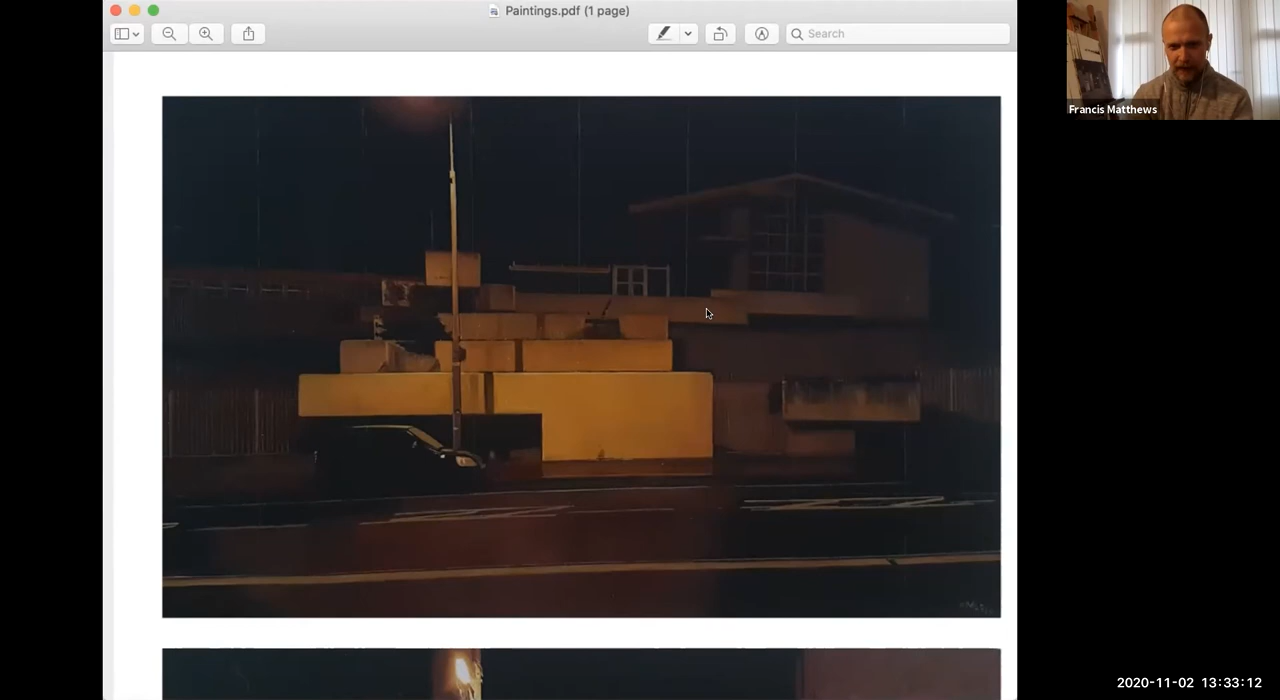 Paintings.pdf (1 page)
Search
Francis Matthews
2020-11-02 13:33:12